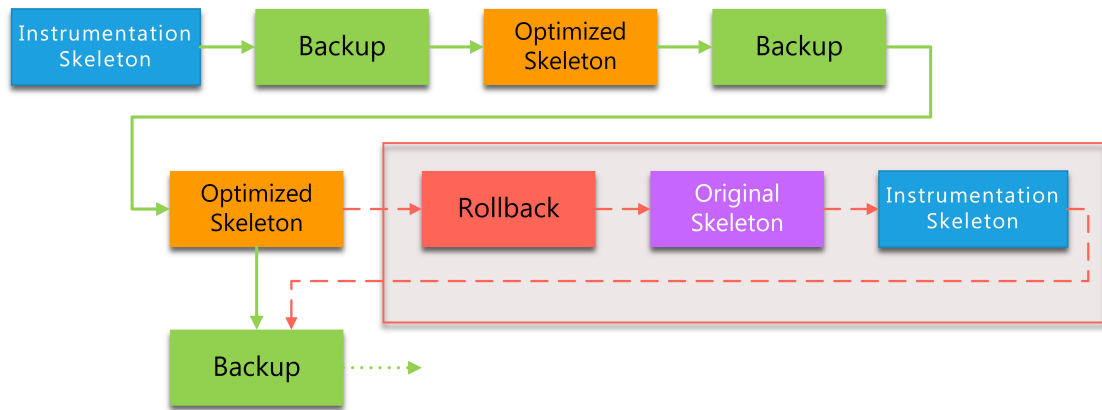 Instrumentation
Skeleton
Backup
Optimized
Skeleton
Backup
Optimized
Skeleton
Rollback
Original
Skeleton
Instrumentation
Skeleton
Backup